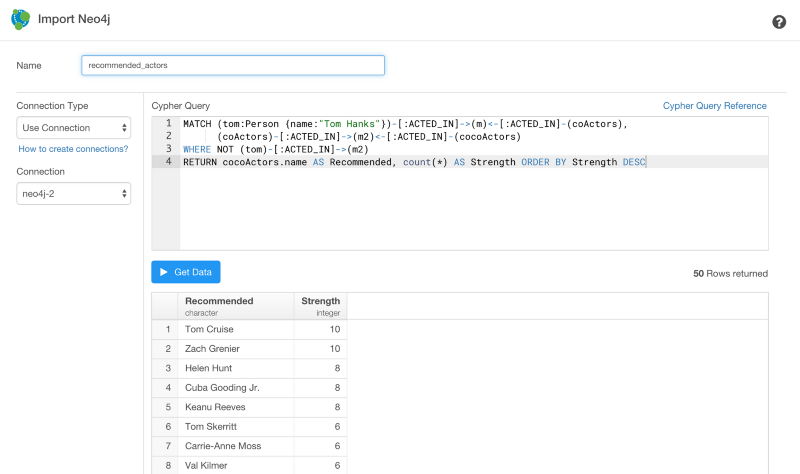 Import Neo4j
?
Name
recommended_actors
Connection Type
Use Connection
How to create connections?
Connection
neo4j-2
Cypher Query
Cypher Query Reference
1 MATCH (tom:Person {name:"Tom Hanks"})-[:ACTED_IN]->(m)<-[:ACTED_IN]-(coActors),
2 (coActors)-[:ACTED_IN]->(m2)<-[:ACTED_IN]-(cocoActors)
3 WHERE NOT (tom)-[:ACTED_IN]->(m2)
4 RETURN cocoActors.name AS Recommended, count(*) AS Strength ORDER BY Strength DESC
Get Data
50 Rows returned
Recommended Strength
character integer
1 Tom Cruise 10
2 Zach Grenier 10
3 Helen Hunt 8
4 Cuba Gooding Jr. 8
5 Keanu Reeves 8
6 Tom Skerritt 6
7 Carrie-Anne Moss 6
8 Val Kilmer 6